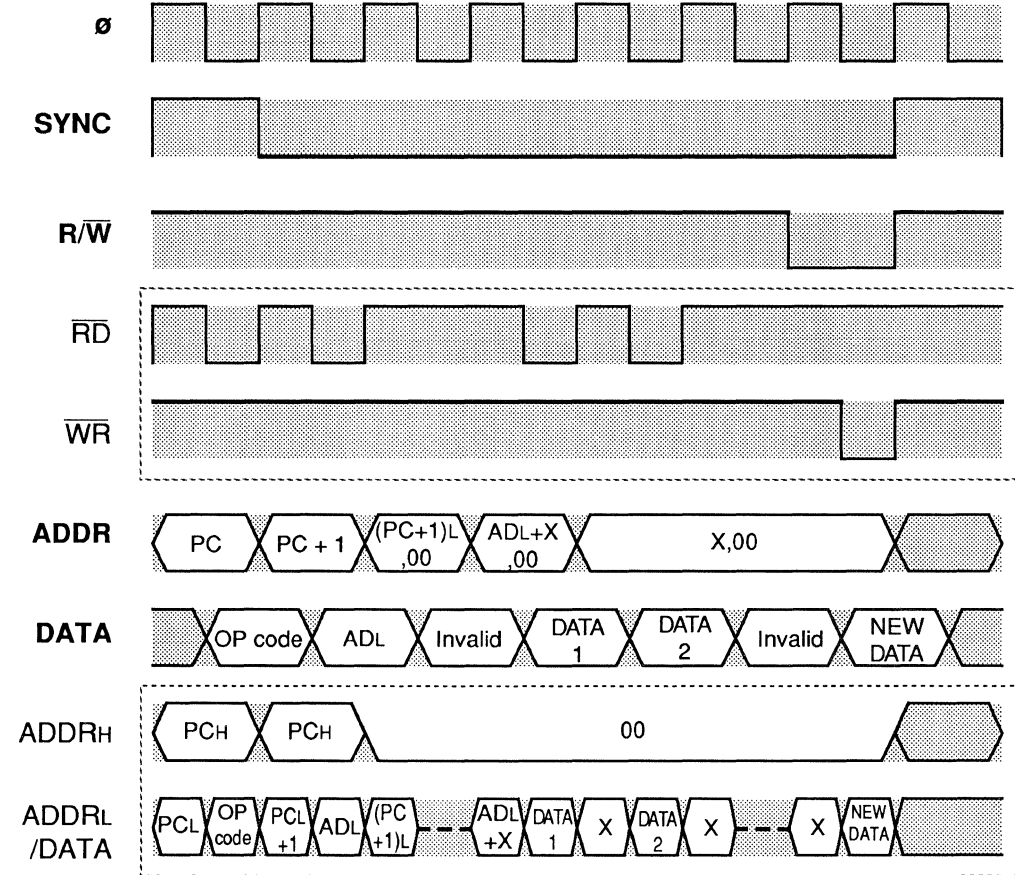 ø
SYNC
R/W̅
R̅D̅
W̅R̅
ADDR PC PC + 1 (PC+1)L ,00 ADL+X ,00 X,00
DATA OP code ADL Invalid DATA 1 DATA 2 Invalid NEW DATA
ADDRH PCH PCH 00
ADDRL /DATA PCL OP code PCL +1 ADL (PC +1)L ADL +X DATA 1 X DATA 2 X X NEW DATA